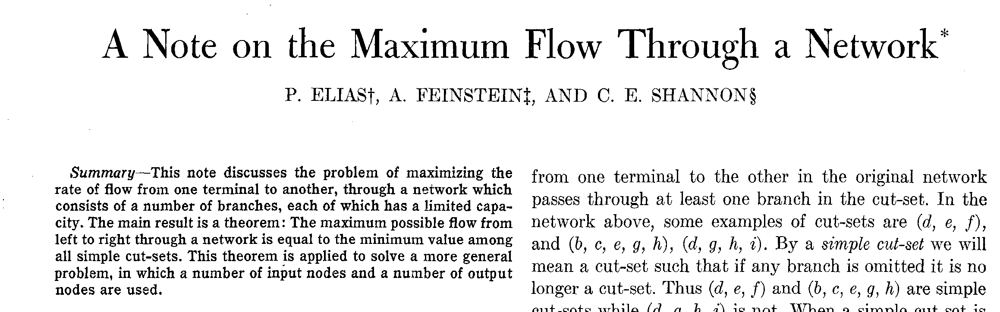 A Note on the Maximum Flow Through a Network*
P. ELIAS†, A. FEINSTEIN‡, AND C. E. SHANNON§
Summary—This note discusses the problem of maximizing the
rate of flow from one terminal to another, through a network which
consists of a number of branches, each of which has a limited capa-
city. The main result is a theorem: The maximum possible flow from
left to right through a network is equal to the minimum value among
all simple cut-sets. This theorem is applied to solve a more general
problem, in which a number of input nodes and a number of output
nodes are used.
from one terminal to the other in the original network
passes through at least one branch in the cut-set. In the
network above, some examples of cut-sets are (d, e, f),
and (b, c, e, g, h), (d, g, h, i). By a simple cut-set we will
mean a cut-set such that if any branch is omitted it is no
longer a cut-set. Thus (d, e, f) and (b, c, e, g, h) are simple
cut-sets while (d, g, h, i) is not. When a simple cut-set is